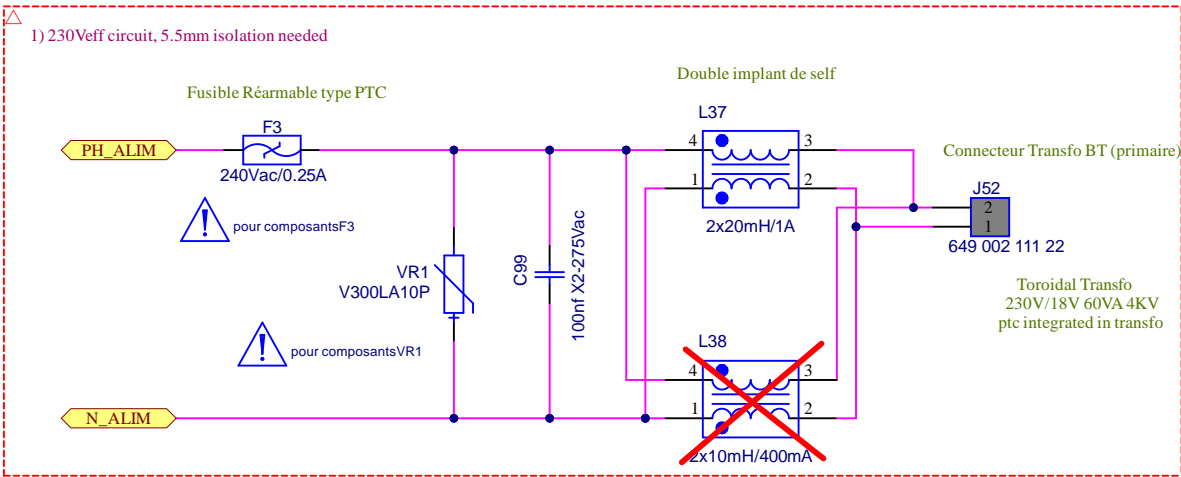 1) 230Veff circuit, 5.5mm isolation needed
Double implant de self
Fusible Réarmable type PTC
L37
F3
PH_ALIM
4
3
Connecteur Transfo BT (primaire)
240Vac/0.25A
1
2
J52
2
1
pour composantsF3
2x20mH/1A
649 002 111 22
VR1
V300LA10P
C99
100nf X2-275Vac
Toroidal Transfo
230V/18V 60VA 4KV
ptc integrated in transfo
pour composantsVR1
L38
4
3
N_ALIM
1
2
2x10mH/400mA